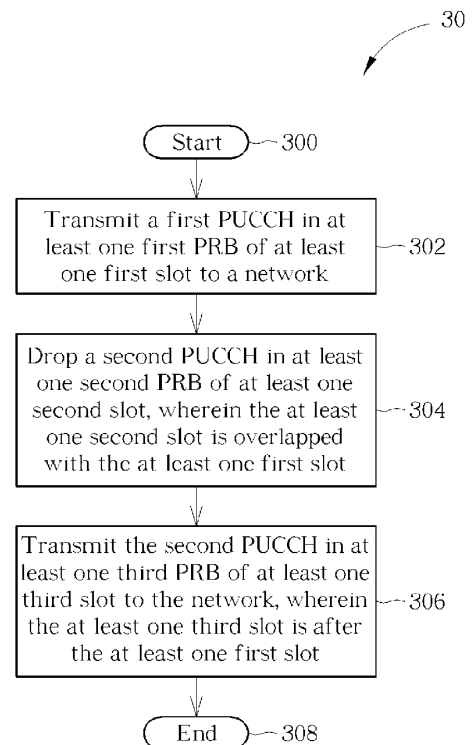 30
Start
300
Transmit a first PUCCH in at
least one first PRB of at least
one first slot to a network
302
Drop a second PUCCH in at least
one second PRB of at least one
second slot, wherein the at least
one second slot is overlapped
with the at least one first slot
304
Transmit the second PUCCH in at
least one third PRB of at least one
third slot to the network, wherein
the at least one third slot is after
the at least one first slot
306
End
308